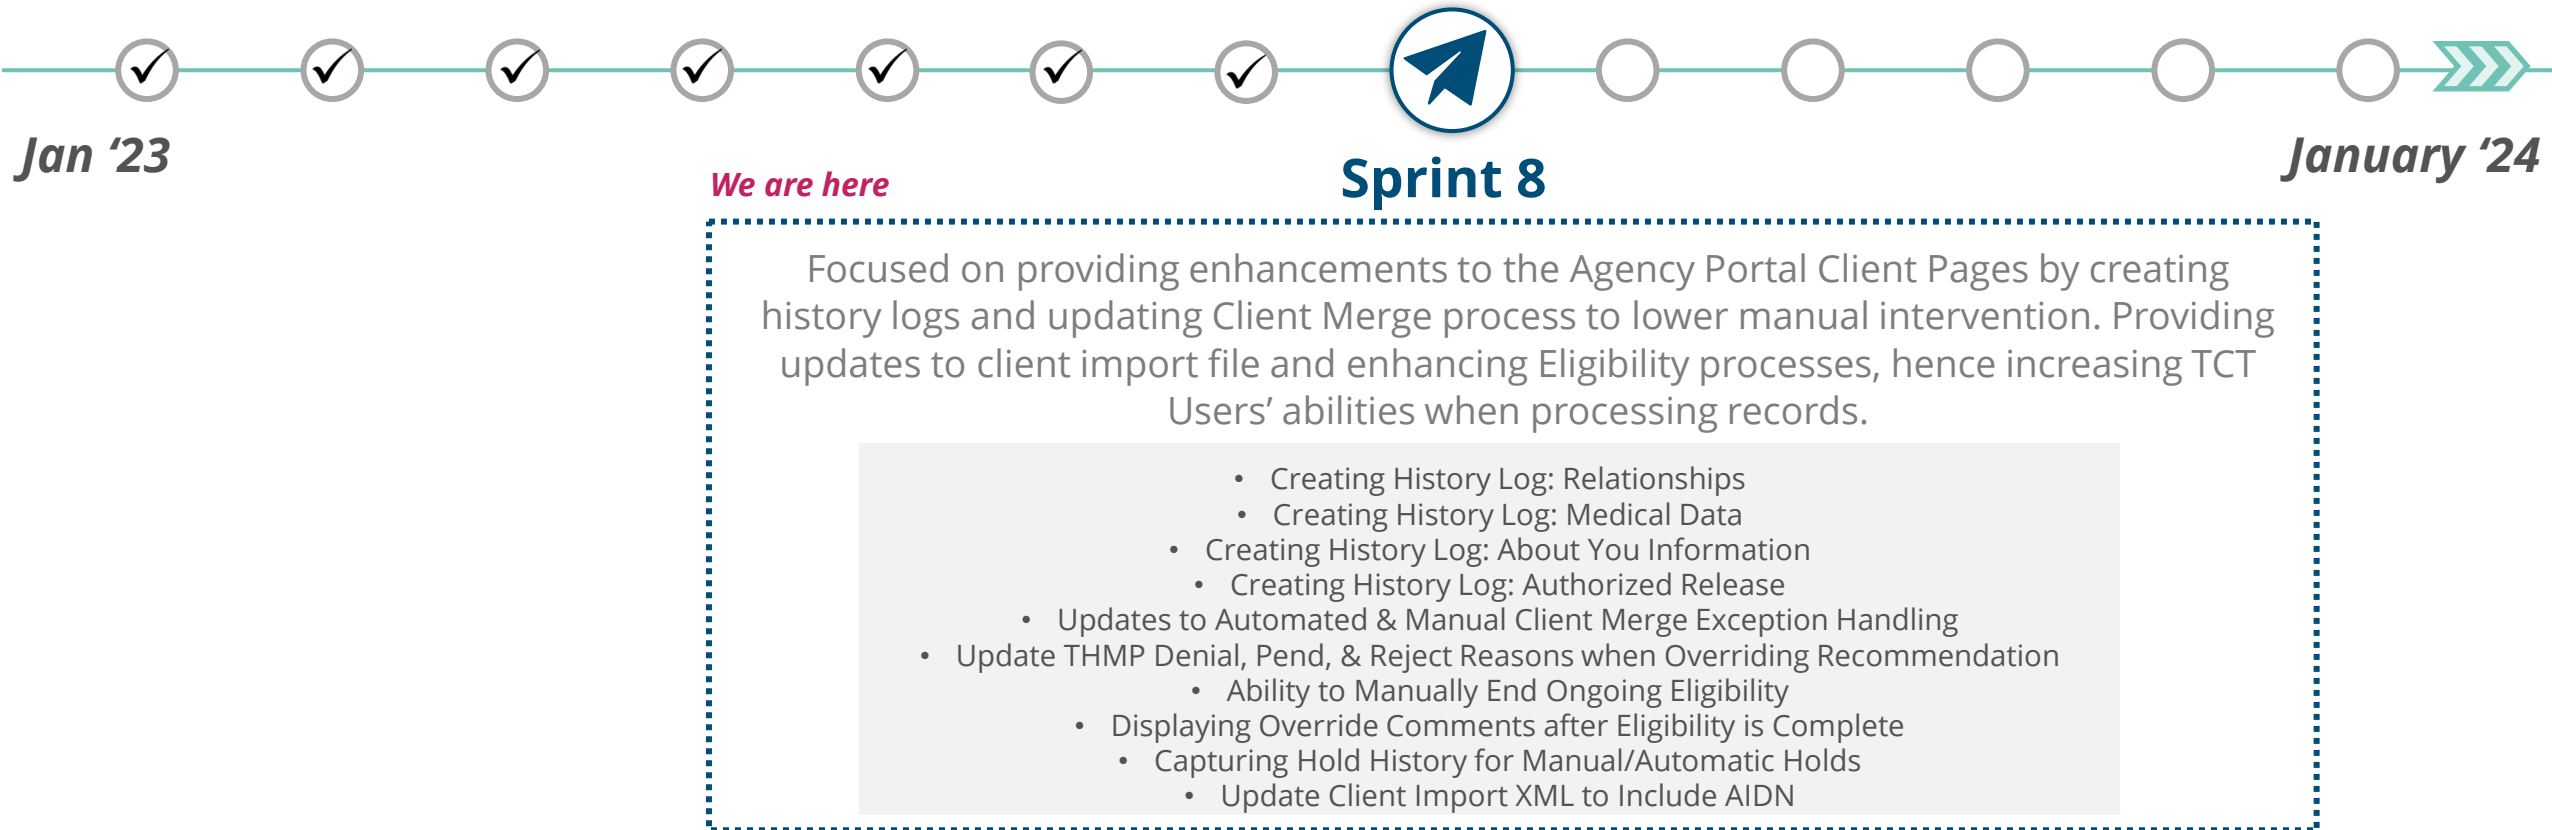 Jan ‘23
January ‘24
We are here
Sprint 8
Focused on providing enhancements to the Agency Portal Client Pages by creating
history logs and updating Client Merge process to lower manual intervention. Providing
updates to client import file and enhancing Eligibility processes, hence increasing TCT
Users’ abilities when processing records.
• Creating History Log: Relationships
• Creating History Log: Medical Data
• Creating History Log: About You Information
• Creating History Log: Authorized Release
• Updates to Automated & Manual Client Merge Exception Handling
• Update THMP Denial, Pend, & Reject Reasons when Overriding Recommendation
• Ability to Manually End Ongoing Eligibility
• Displaying Override Comments after Eligibility is Complete
• Capturing Hold History for Manual/Automatic Holds
• Update Client Import XML to Include AIDN